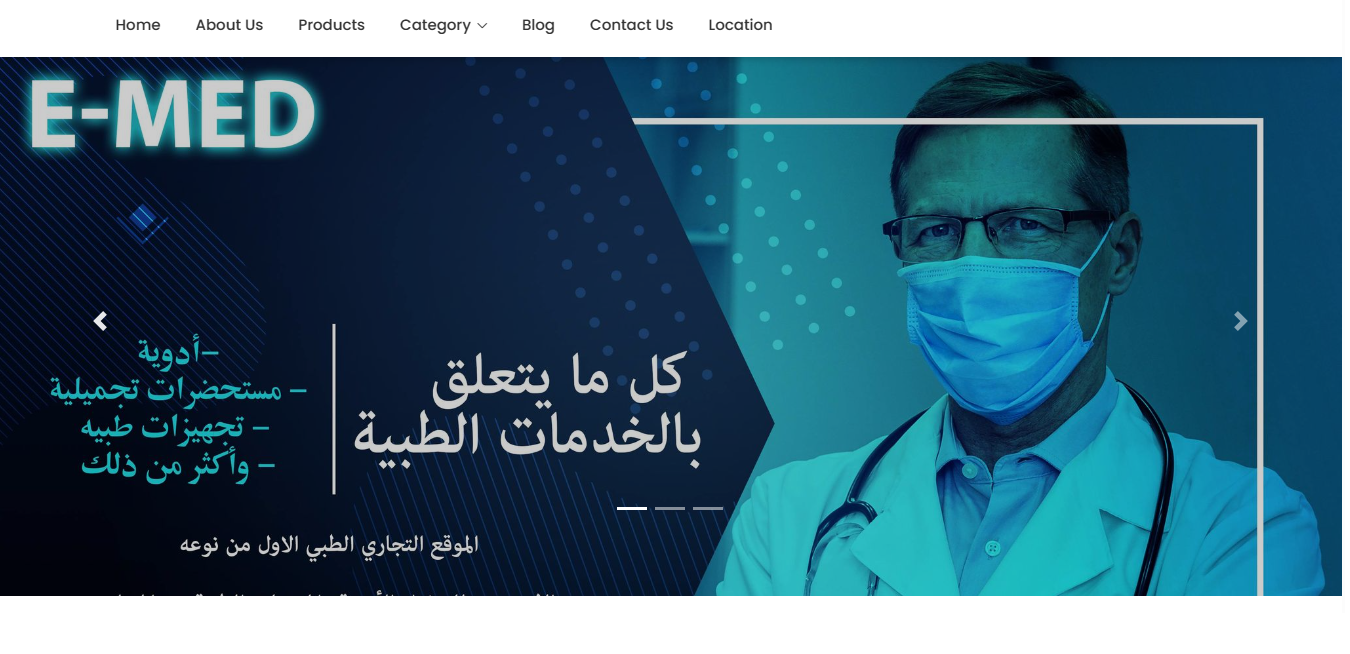 Home About Us Products Category Blog Contact Us Location
E-MED
كل ما يتعلق
بالخدمات الطبية
–أدوية
– مستحضرات تجميلية
– تجهيزات طبيه
– وأكثر من ذلك
الموقع التجاري الطبي الاول من نوعه